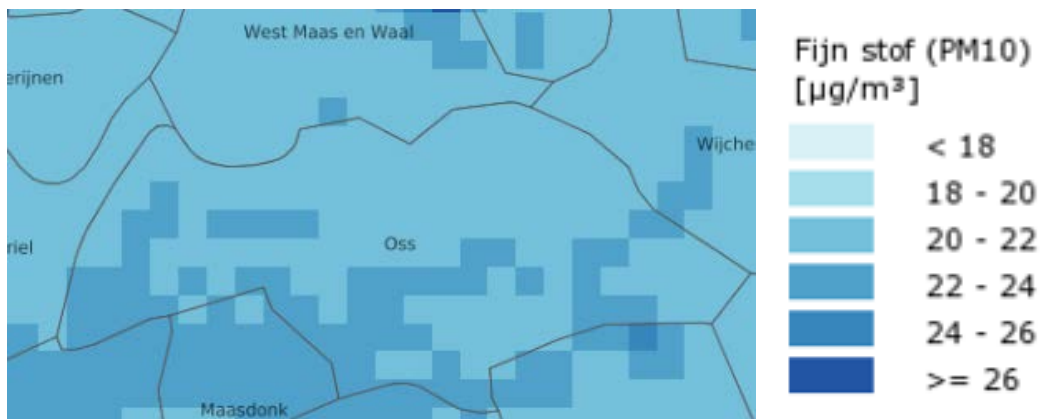 West Maas en Waal
erijnen
Wijche
riel
Oss
Maasdonk
Fijn stof (PM10)
[µg/m³]
< 18
18 - 20
20 - 22
22 - 24
24 - 26
>= 26